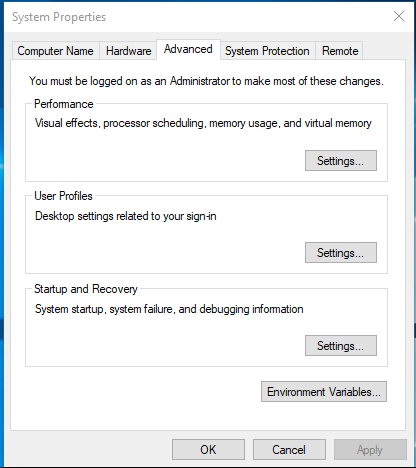 System Properties
Computer Name Hardware Advanced System Protection Remote
You must be logged on as an Administrator to make most of these changes.
Perfomance
Visual effects, processor scheduling, memory usage, and virtual memory
Settings...
User Profiles
Desktop settings related to your sign-in
Settings...
Startup and Recovery
System startup, system failure, and debugging information
Settings...
Environment Variables...
OK Cancel Apply